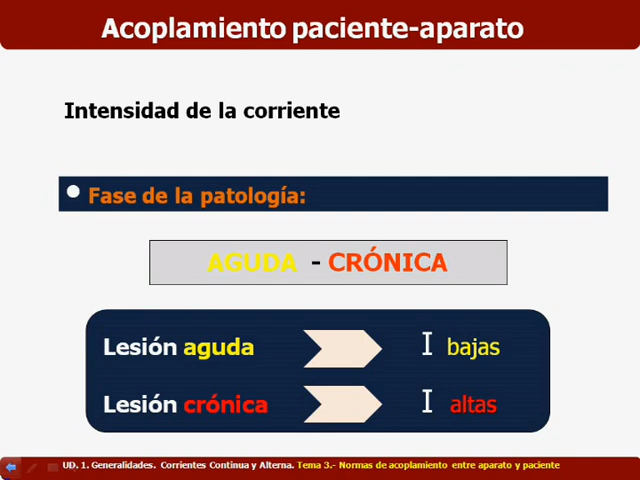 Acoplamiento paciente-aparato
Intensidad de la corriente
Fase de la patología:
AGUDA - CRÓNICA
Lesión aguda I bajas
Lesión crónica I altas
UD. 1. Generalidades. Corrientes Continua y Alterna. Tema 3.- Normas de acoplamiento entre aparato y paciente